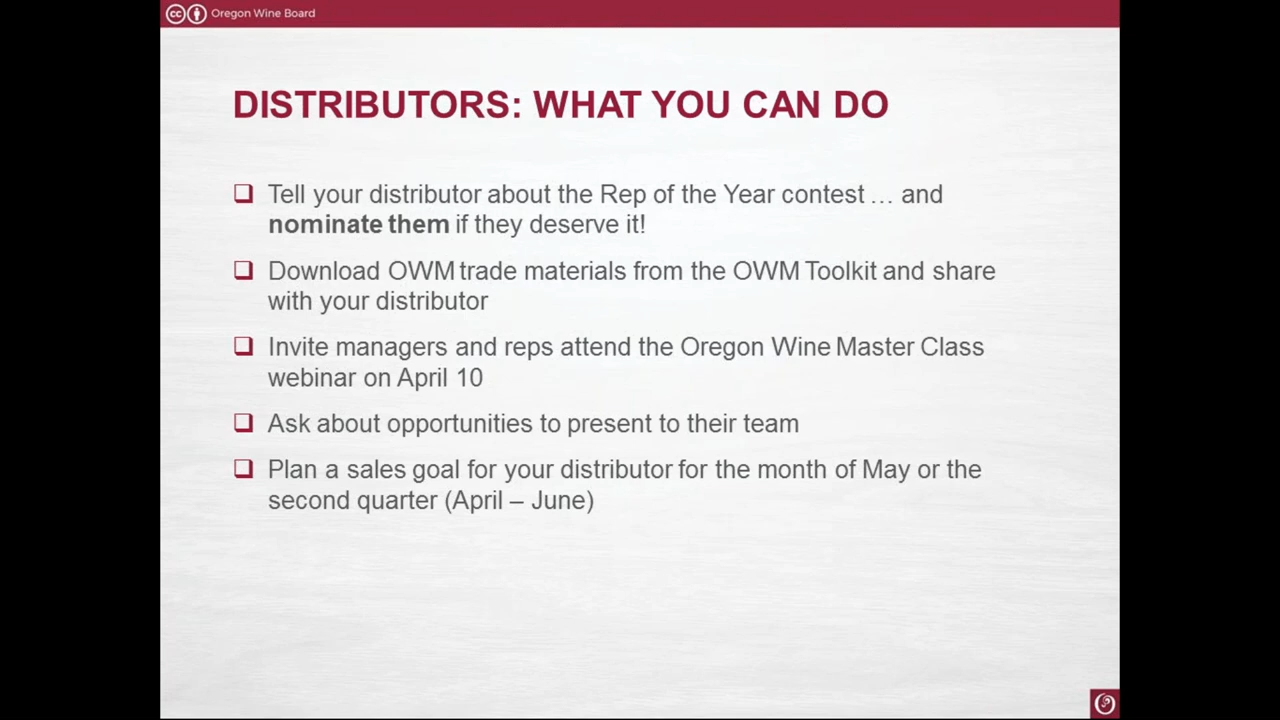 cc Oregon Wine Board
DISTRIBUTORS: WHAT YOU CAN DO
Tell your distributor about the Rep of the Year contest … and
nominate them if they deserve it!
Download OWM trade materials from the OWM Toolkit and share
with your distributor
Invite managers and reps attend the Oregon Wine Master Class
webinar on April 10
Ask about opportunities to present to their team
Plan a sales goal for your distributor for the month of May or the
second quarter (April – June)